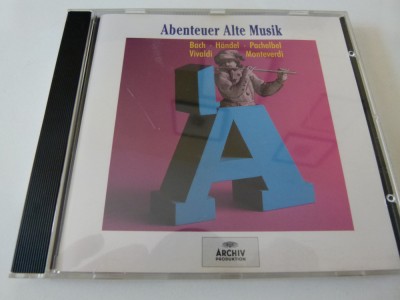 Abenteuer Alte Musik
Bach · Händel · Pachelbel
Vivaldi Monteverdi
A
ARCHIV
PRODUKTION